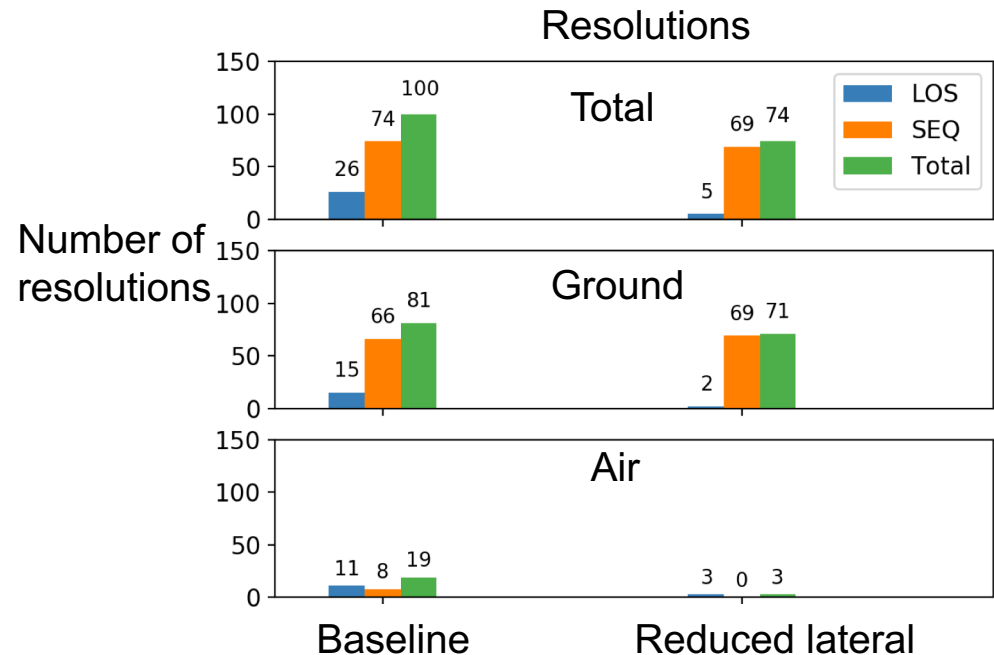 Resolutions
150
100
50
0
26
74
100
Total
5
69
74
LOS
SEQ
Total
Number of
resolutions
150
100
50
0
15
66
81
Ground
2
69
71
150
100
50
0
11
8
19
Air
3
0
3
Baseline
Reduced lateral